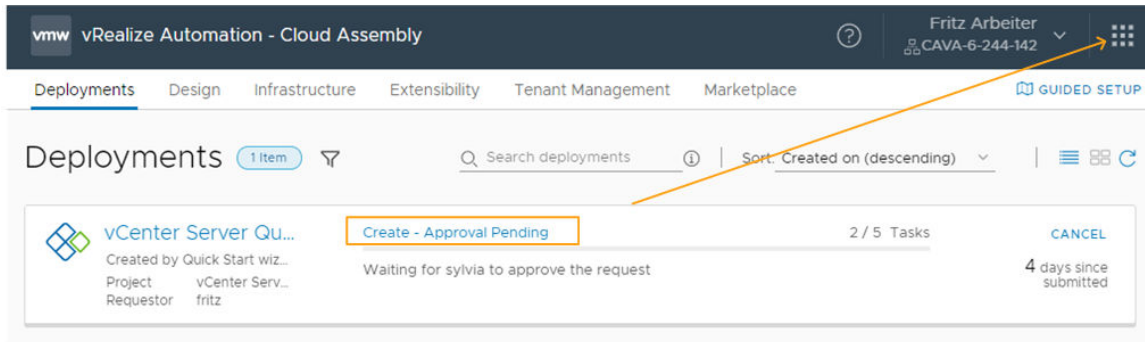 vmw vRealize Automation - Cloud Assembly
Fritz Arbeiter
CAVA-6-244-142
Deployments Design Infrastructure Extensibility Tenant Management Marketplace GUIDED SETUP
Deployments 1 Item Search deployments Sort: Created on (descending)
vCenter Server Qu... Create - Approval Pending 2 / 5 Tasks CANCEL
Created by Quick Start wiz... Waiting for sylvia to approve the request 4 days since
Project vCenter Serv... submitted
Requestor fritz